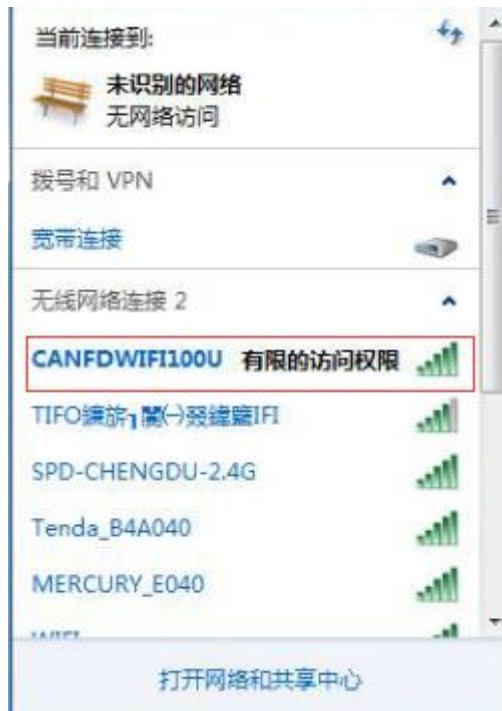 当前连接到:
未识别的网络
无网络访问
拨号和 VPN
宽带连接
无线网络连接 2
CANFDWIFI100U 有限的访问权限
SPD-CHENGDU-2.4G
Tenda_B4A040
MERCURY_E040
打开网络和共享中心